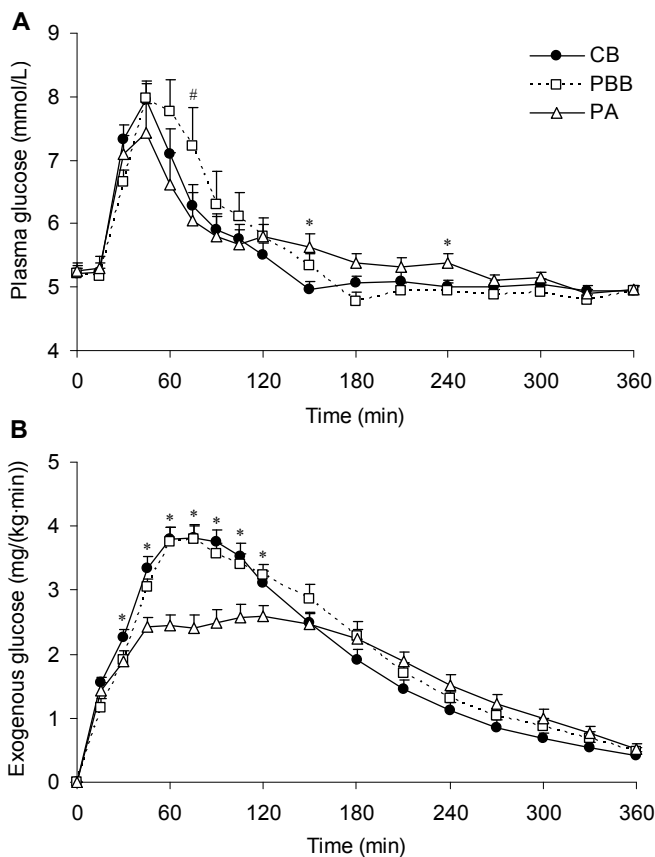 A
Plasma glucose (mmol/L)
9
8
7
6
5
4
CB
PBB
PA
#
*
*
0 60 120 180 240 300 360
Time (min)
B
Exogenous glucose (mg/(kg·min))
5
4
3
2
1
0
* * * * * * *
0 60 120 180 240 300 360
Time (min)